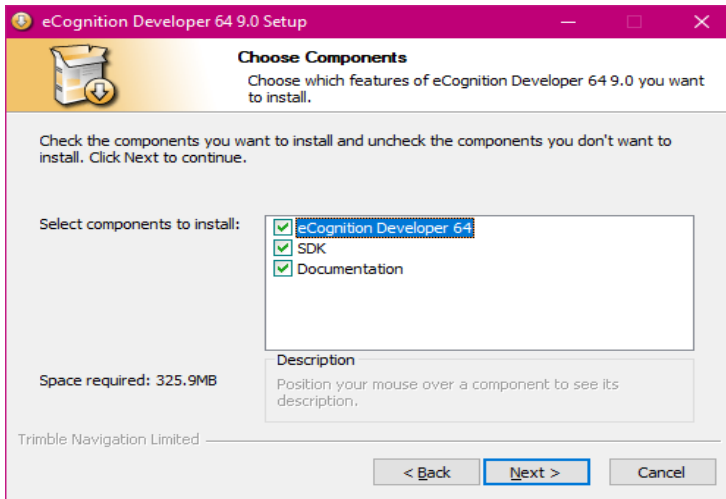 eCognition Developer 64 9.0 Setup
Choose Components
Choose which features of eCognition Developer 64 9.0 you want
to install.
Check the components you want to install and uncheck the components you don't want to
install. Click Next to continue.
Select components to install:
eCognition Developer 64
SDK
Documentation
Space required: 325.9MB
Description
Position your mouse over a component to see its
description.
Trimble Navigation Limited
< Back
Next >
Cancel